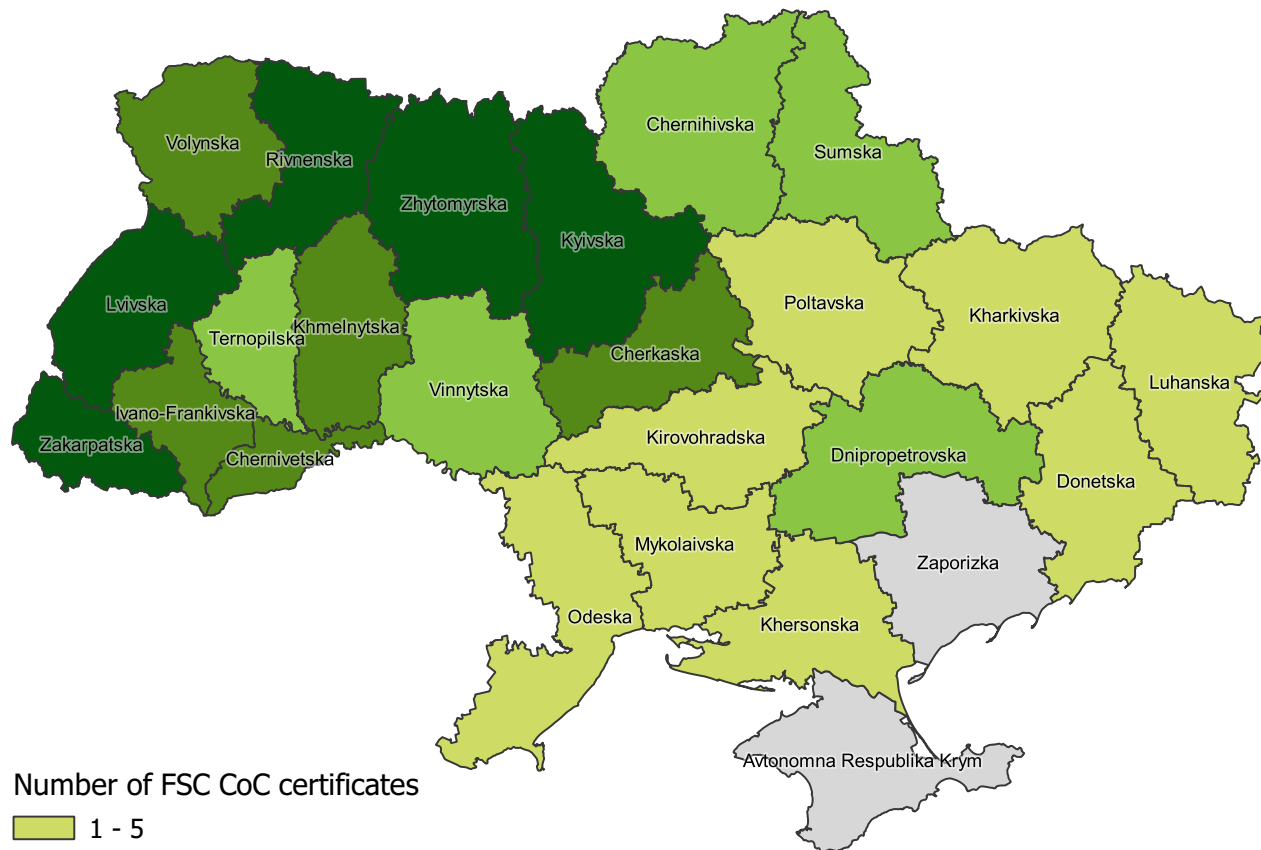 Chernihivska
Volynska
Sumska
Rivnenska
Zhytomyrska
Kyivska
Lvivska
Poltavska
Kharkivska
Khmelnytska
Ternopilska
Cherkaska
Luhanska
Vinnytska
Ivano-Frankivska
Kirovohradska
Zakarpatska
Chernivetska
Dnipropetrovska
Donetska
Mykolaivska
Zaporizka
Odeska
Khersonska
Avtonomna Respublika Krym
Number of FSC CoC certificates
1 - 5